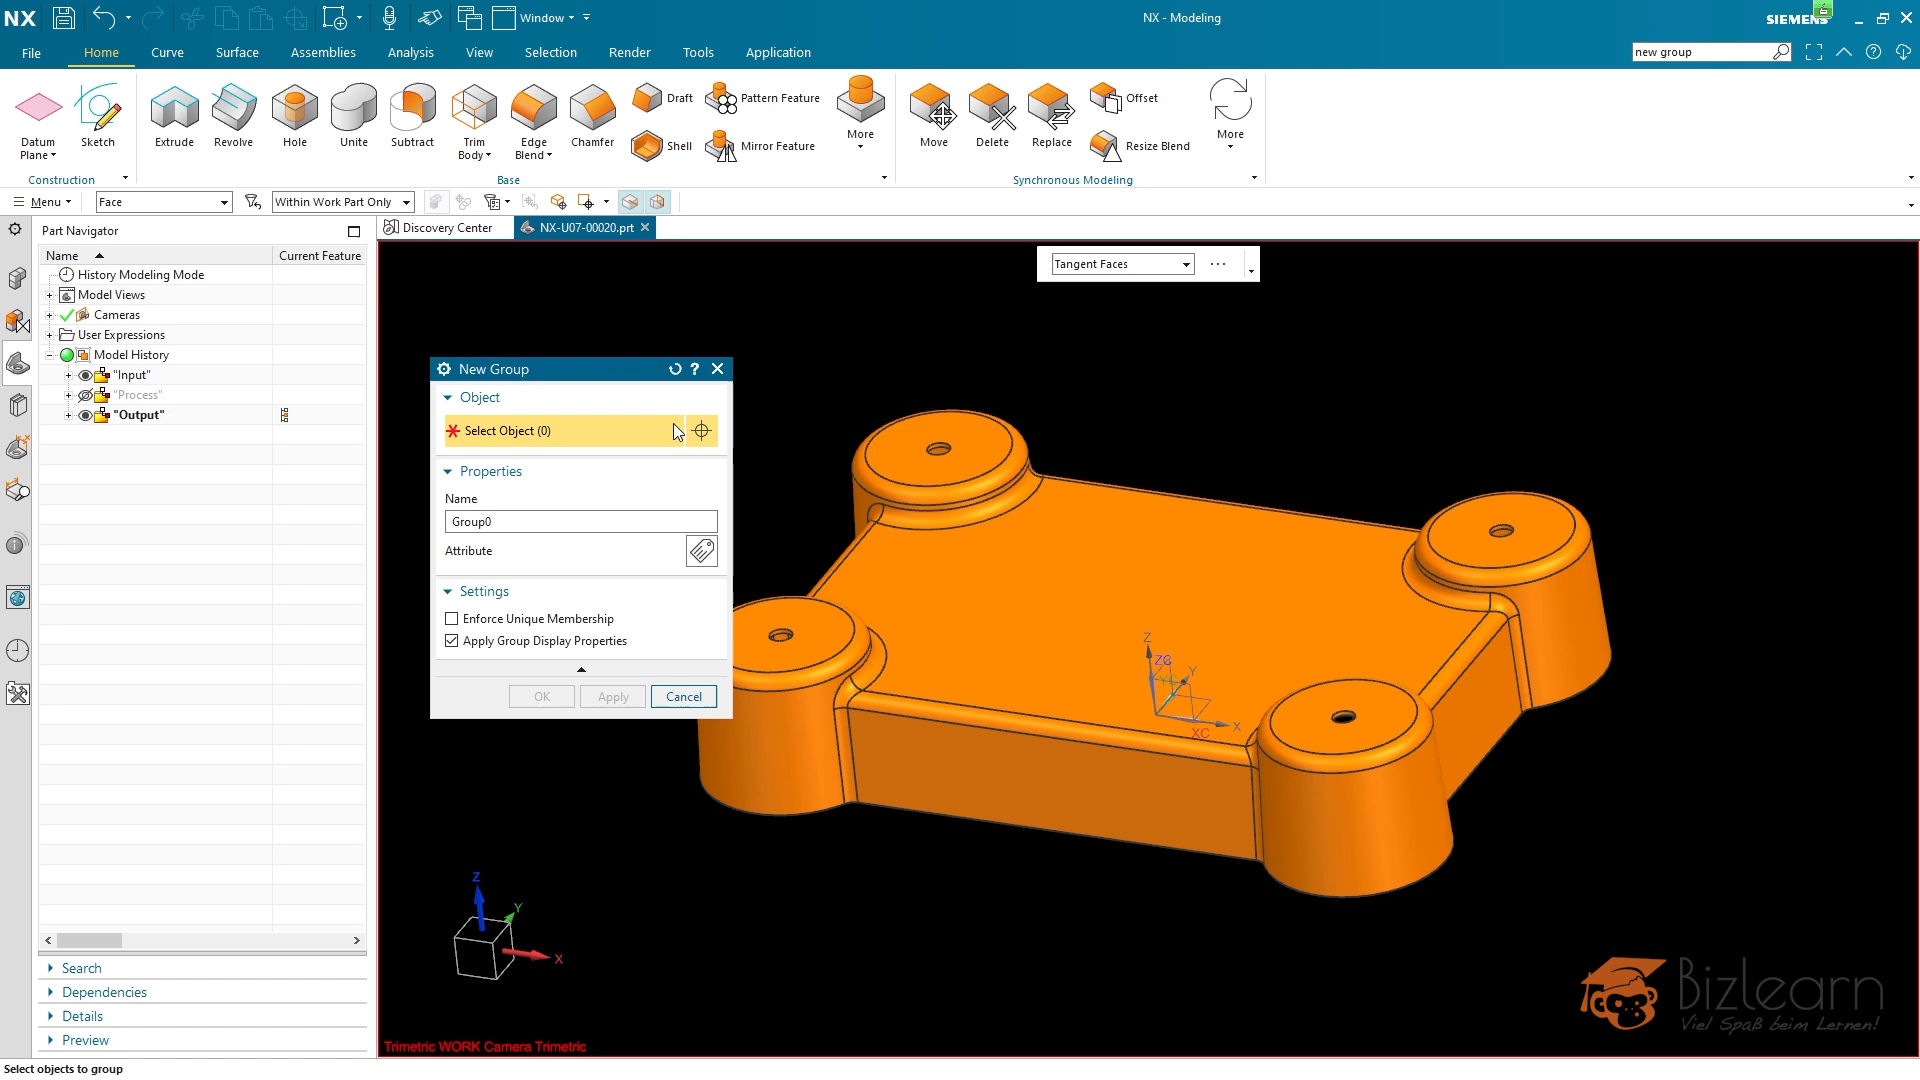 NX
Window
NX - Modeling
SIEMENS
File
Home
Curve
Surface
Assemblies
Analysis
View
Selection
Render
Tools
Application
new group
Datum
Plane
Sketch
Extrude
Revolve
Hole
Unite
Subtract
Trim
Body
Edge
Blend
Chamfer
Draft
Shell
Pattern Feature
Mirror Feature
More
Move
Delete
Replace
Offset
Resize Blend
More
Construction
Base
Synchronous Modeling
Menu
Face
Within Work Part Only
Part Navigator
Discovery Center
NX-U07-00020.prt
Name
Current Feature
History Modeling Mode
Model Views
Cameras
User Expressions
Model History
"Input"
"Process"
"Output"
Tangent Faces
New Group
Object
Select Object (0)
Properties
Name
Group0
Attribute
Settings
Enforce Unique Membership
Apply Group Display Properties
OK
Apply
Cancel
Z
ZC
Y
YC
X
XC
Z
Y
X
Search
Dependencies
Details
Preview
Bizlearn
Viel Spaß beim Lernen!
Trimetric WORK Camera Trimetric
Select objects to group